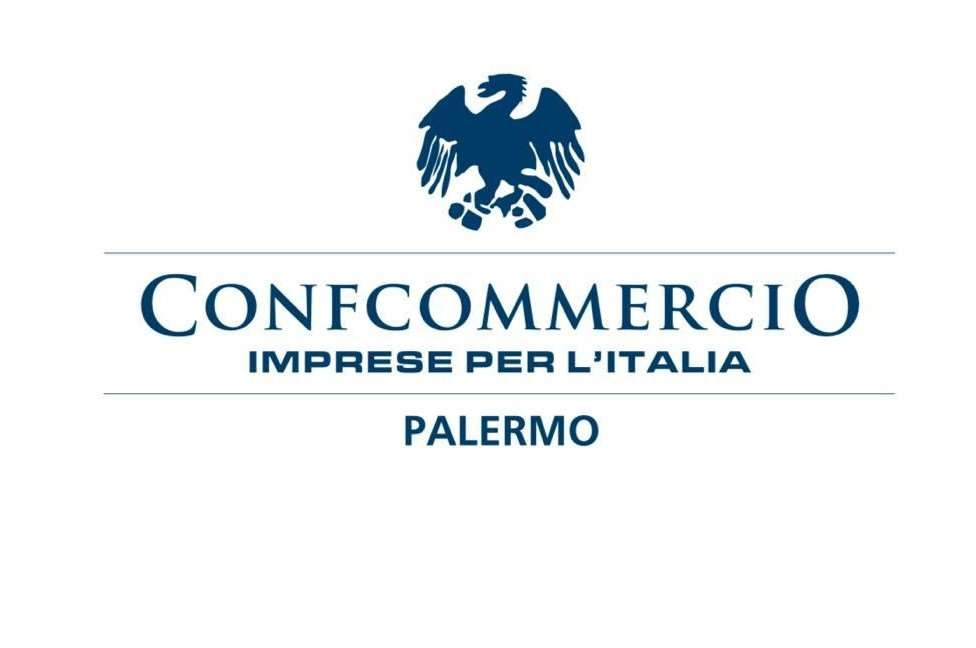 CONFCOMMERCIO
IMPRESE PER L'ITALIA
PALERMO